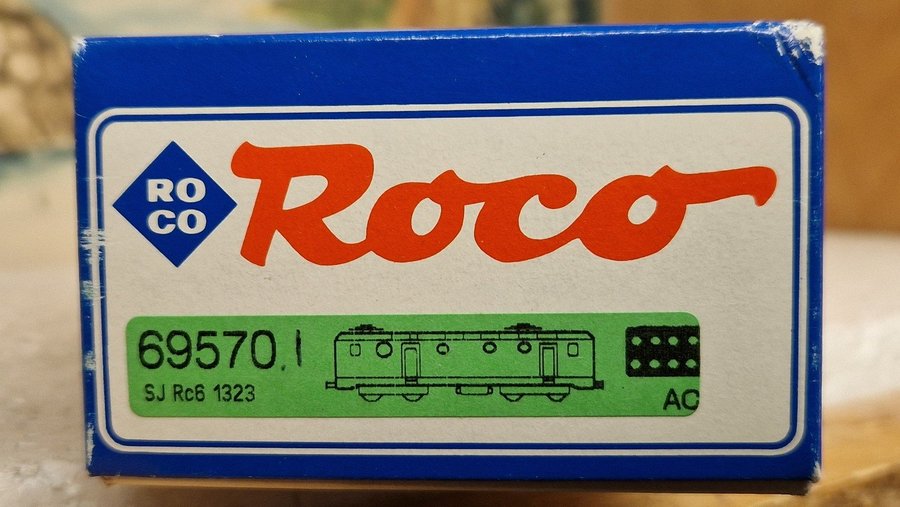 RO
CO
Roco
69570.1
SJ Rc6 1323
AC